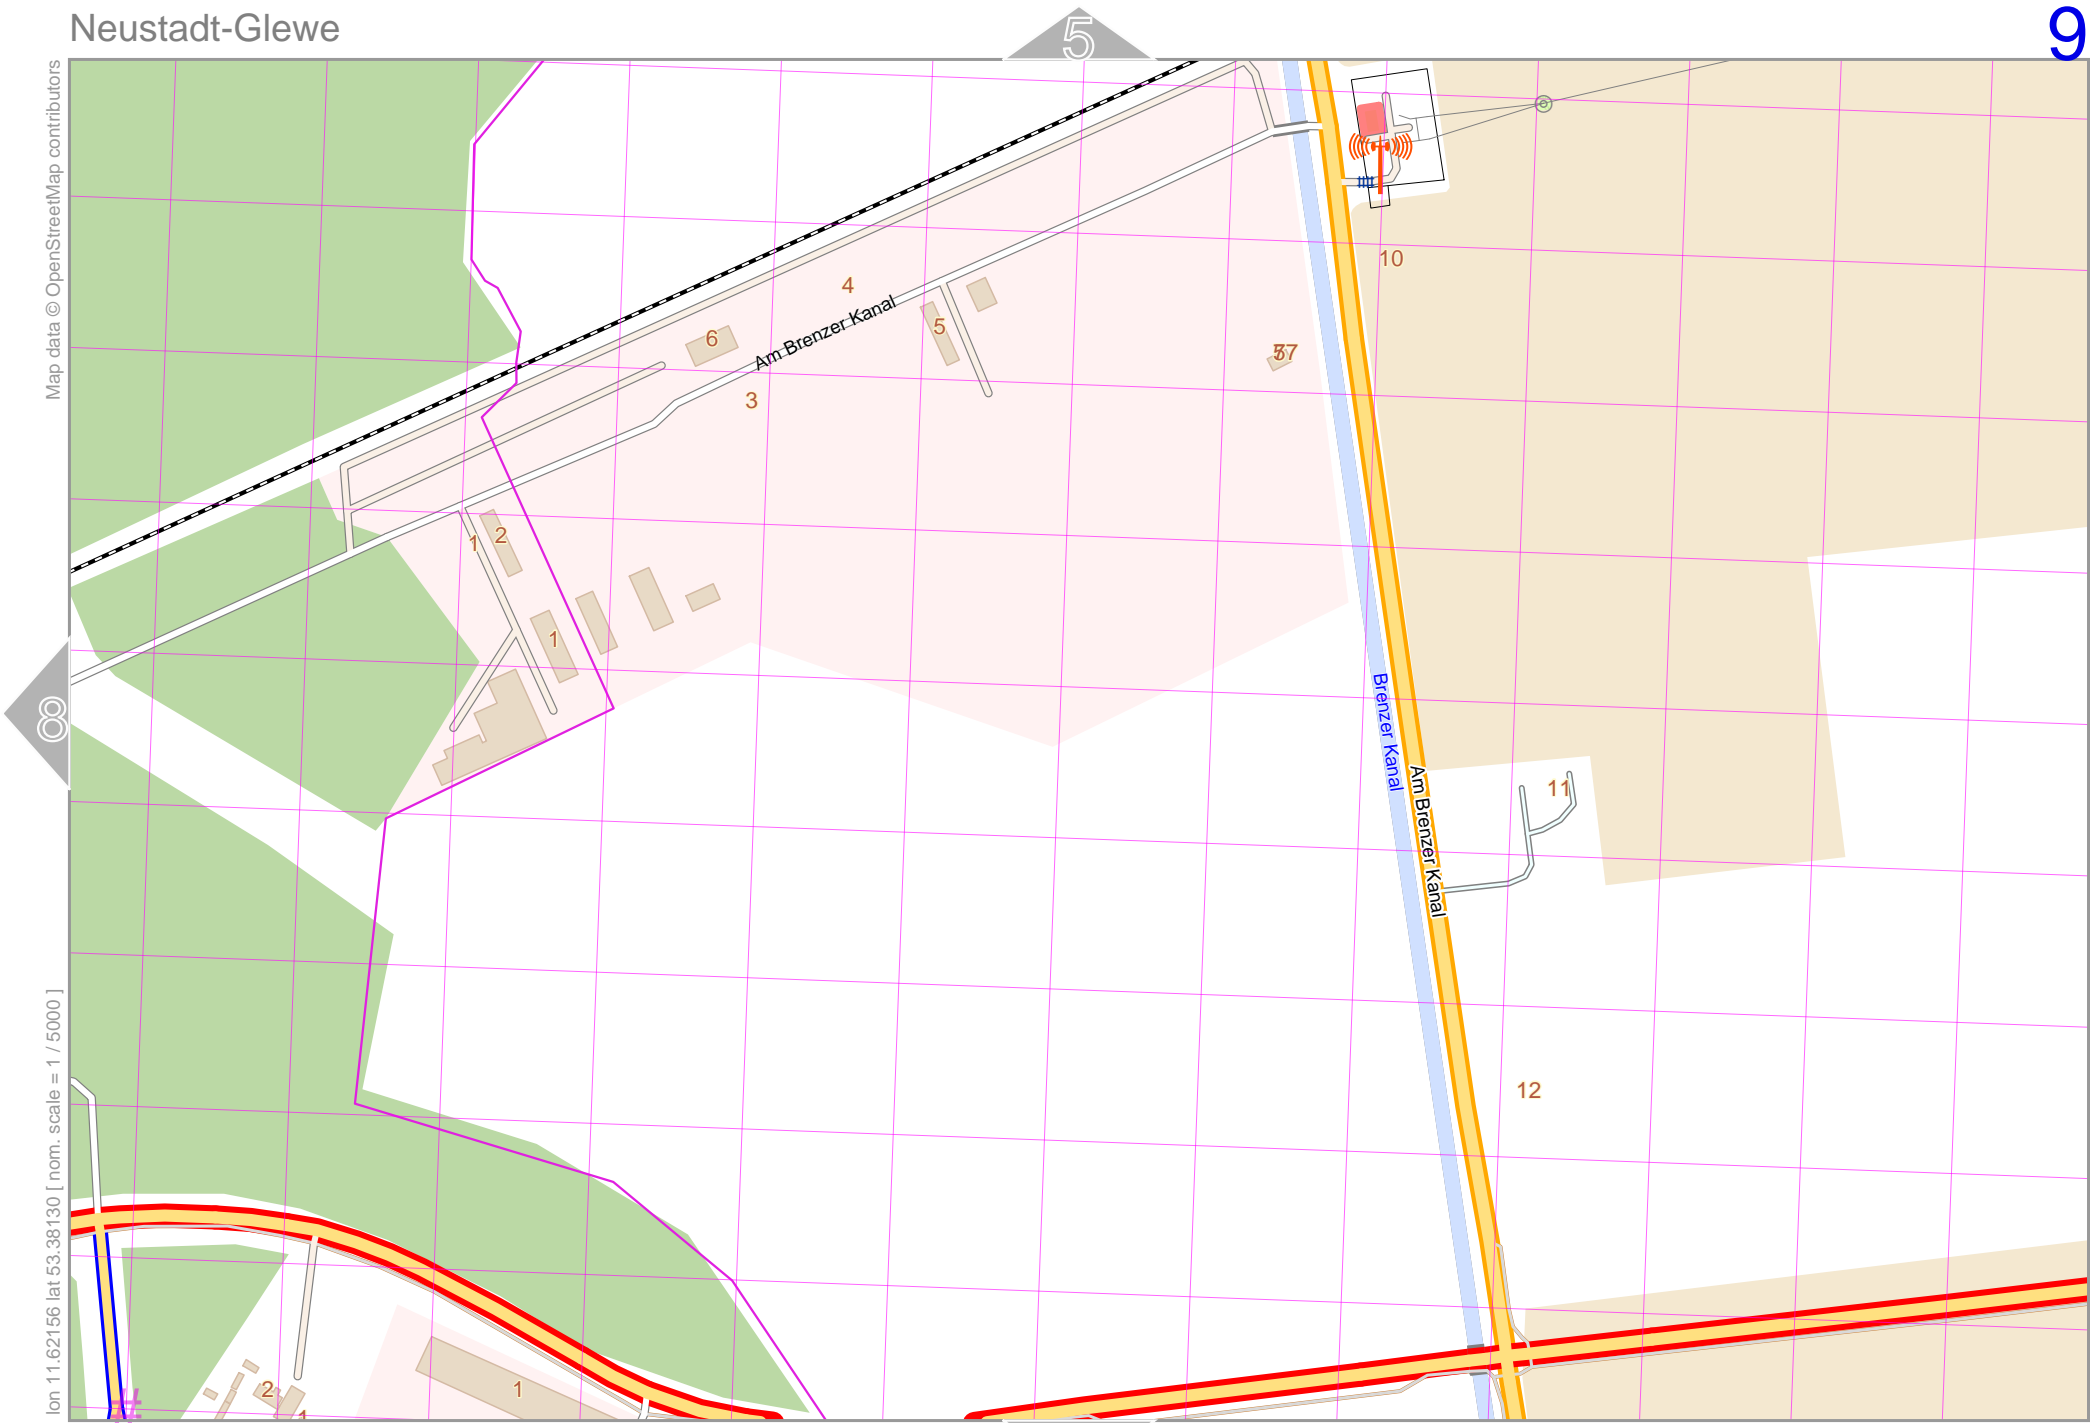 Neustadt-Glewe
5
9
Map data © OpenStreetMap contributors
10
4
Am Brenzer Kanal
6
5
3
2
1
1
8
Brenzer Kanal
Am Brenzer Kanal
11
12
lon 11.62156 lat 53.38130 [ nom. scale = 1 / 5000 ]
2
1